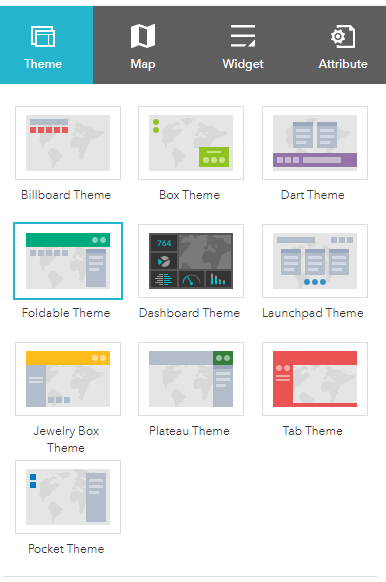 Theme Map Widget Attribute
Billboard Theme Box Theme Dart Theme
764
Foldable Theme Dashboard Theme Launchpad Theme
Jewelry Box Theme Plateau Theme Tab Theme
Pocket Theme